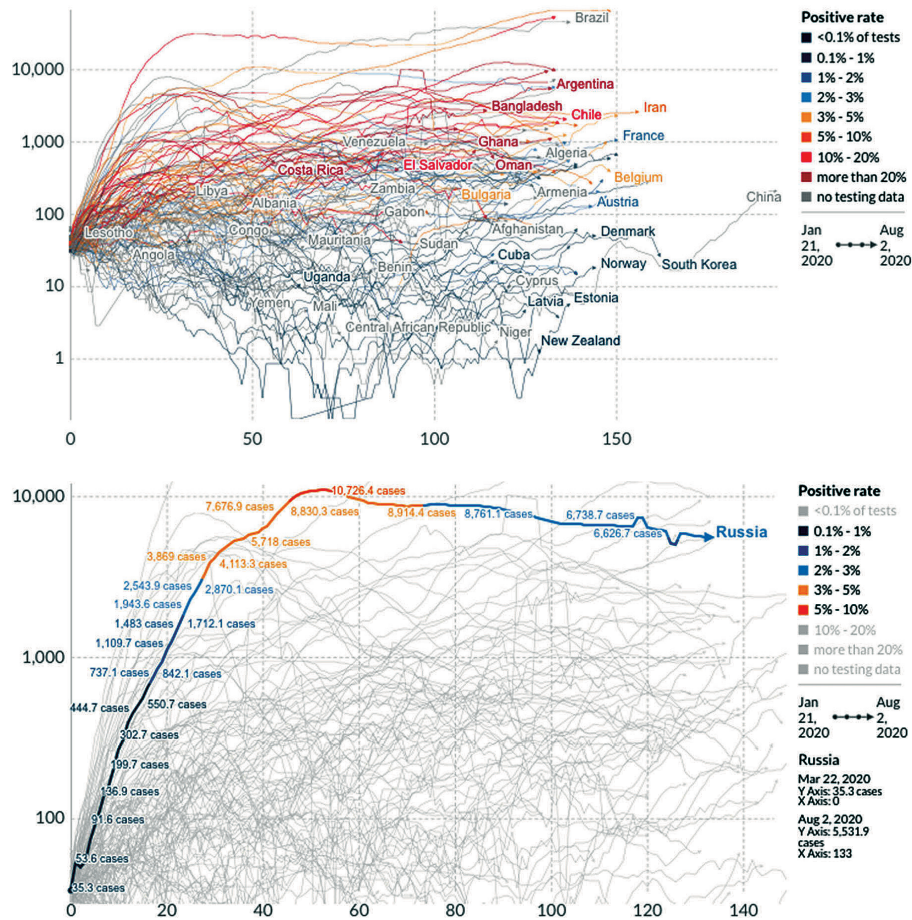 Brazil
10,000
Argentina
Bangladesh
Chile
Iran
1,000
Venezuela
Ghana
France
Algeria
Costa Rica
El Salvador
Oman
Belgium
Libya
Zambia
Bulgaria
Armenia
China
Albania
Austria
100
Gabon
Lesotho
Congo
Afghanistan
Denmark
Mauritania
Sudan
Angola
Cuba
Norway
South Korea
Benin
Uganda
Cyprus
10
Yemen
Mali
Latvia
Estonia
Central African Republic
Niger
New Zealand
1
0 50 100 150
Positive rate
<0.1% of tests
0.1% - 1%
1% - 2%
2% - 3%
3% - 5%
5% - 10%
10% - 20%
more than 20%
no testing data
Jan Aug
21, 2,
2020 2020
10,000
10,726.4 cases
7,676.9 cases
8,830.3 cases
8,914.4 cases
8,761.1 cases
6,738.7 cases
6,626.7 cases
Russia
5,718 cases
3,869 cases
4,113.3 cases
2,543.9 cases
2,870.1 cases
1,943.6 cases
1,483 cases
1,712.1 cases
1,109.7 cases
1,000
737.1 cases
842.1 cases
444.7 cases
550.7 cases
302.7 cases
199.7 cases
136.9 cases
100
91.6 cases
53.6 cases
35.3 cases
0 20 40 60 80 100 120 140
Positive rate
<0.1% of tests
0.1% - 1%
1% - 2%
2% - 3%
3% - 5%
5% - 10%
10% - 20%
more than 20%
no testing data
Jan Aug
21, 2,
2020 2020
Russia
Mar 22, 2020
Y Axis: 35.3 cases
X Axis: 0
Aug 2, 2020
Y Axis: 5,531.9
cases
X Axis: 133